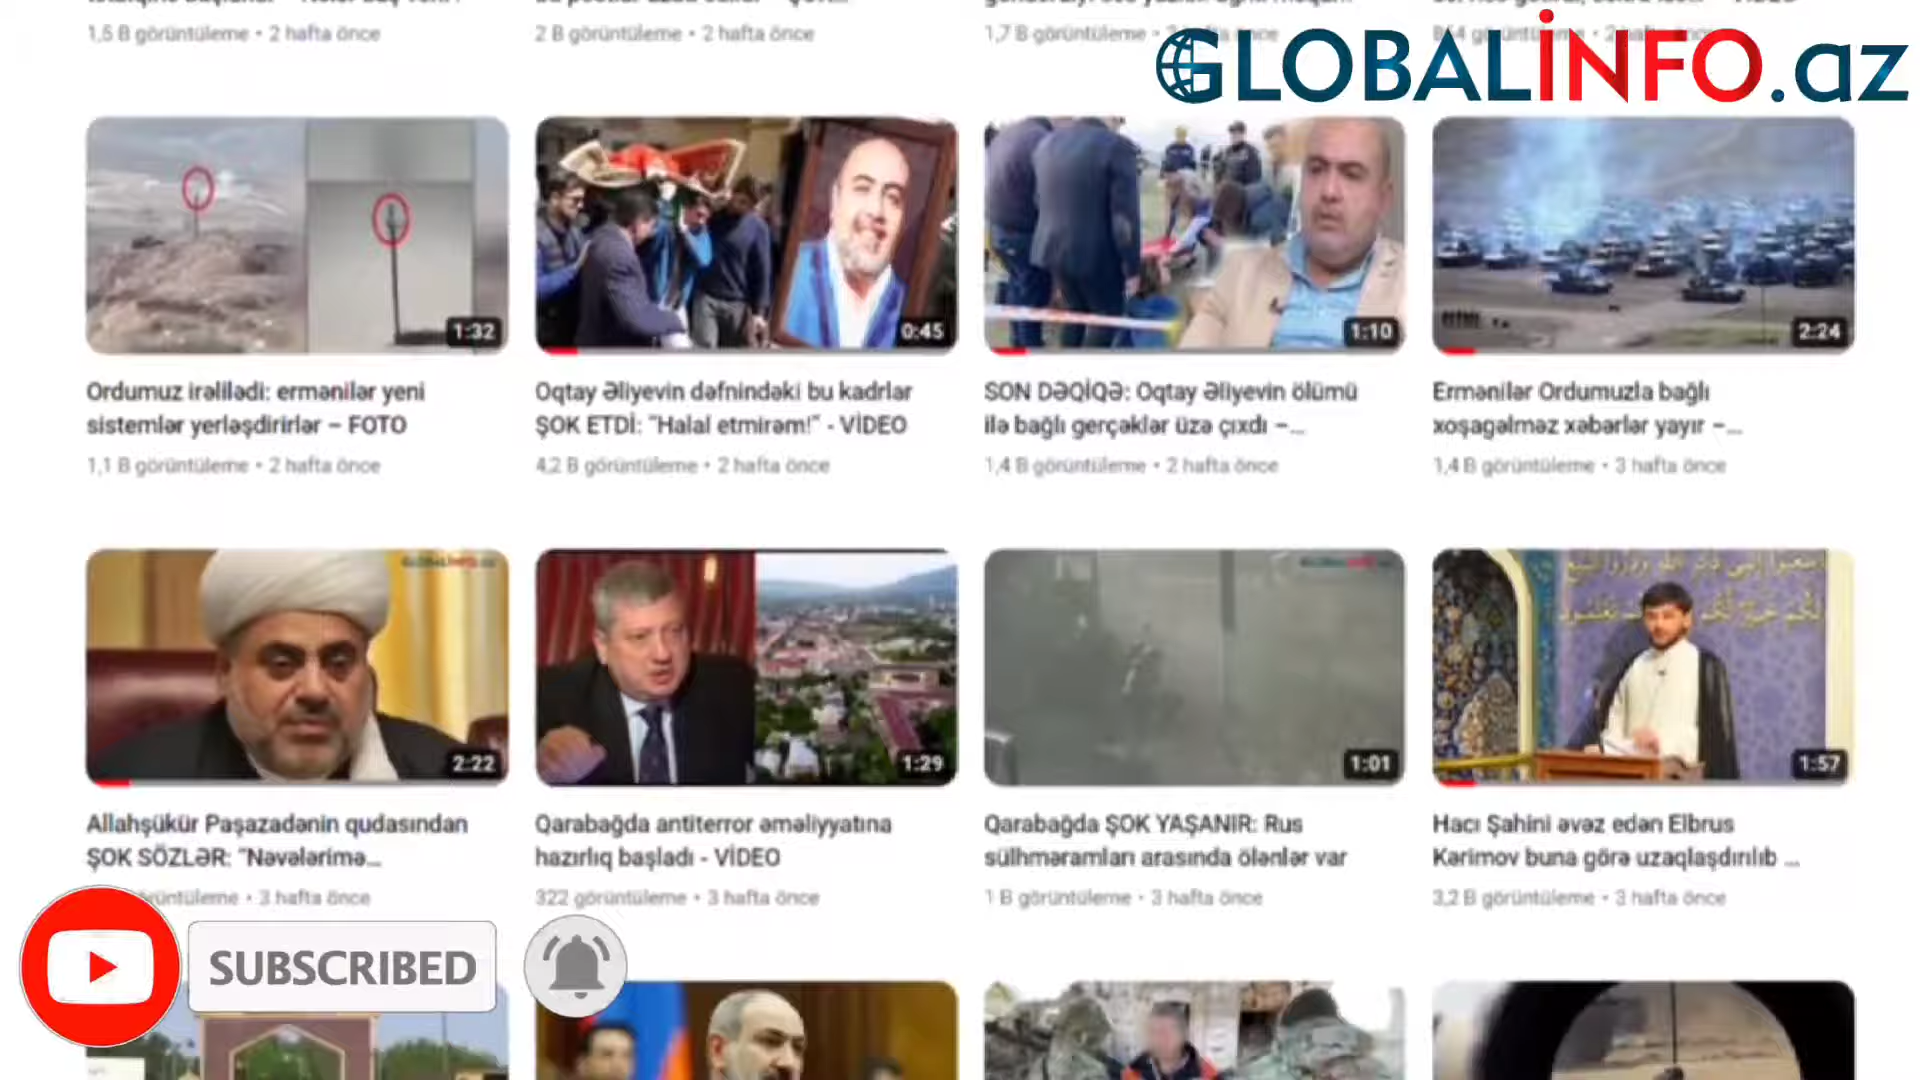 1,5 B görüntüleme • 2 hafta önce
2 B görüntüleme • 2 hafta önce
1,7 B görüntüleme •
GLOBALİNFO.az
1:32
0:45
1:10
2:24
Ordumuz irəlilədi: ermənilər yeni
sistemlər yerləşdirirlər – FOTO
1,1 B görüntüleme • 2 hafta önce
Oqtay Əliyevin dəfnindəki bu kadrlar
ŞOK ETDİ: “Halal etmirəm!” - VİDEO
4,2 B görüntüleme • 2 hafta önce
SON DƏQİQƏ: Oqtay Əliyevin ölümü
ilə bağlı gerçəklər üzə çıxdı –...
1,4 B görüntüleme • 2 hafta önce
Ermənilər Ordumuzla bağlı
xoşagəlməz xəbərlər yayır –...
1,4 B görüntüleme • 3 hafta önce
2:22
1:29
1:01
1:57
Allahşükür Paşazadənin qudasından
ŞOK SÖZLƏR: “Nəvələrimə...
• 3 hafta önce
Qarabağda antiterror əməliyyatına
hazırlıq başladı - VİDEO
322 görüntüleme • 3 hafta önce
Qarabağda ŞOK YAŞANIR: Rus
sülhməramları arasında ölənlər var
1 B görüntüleme • 3 hafta önce
Hacı Şahini əvəz edən Elbrus
Kərimov buna görə uzaqlaşdırılıb ...
3,2 B görüntüleme • 3 hafta önce
SUBSCRIBED